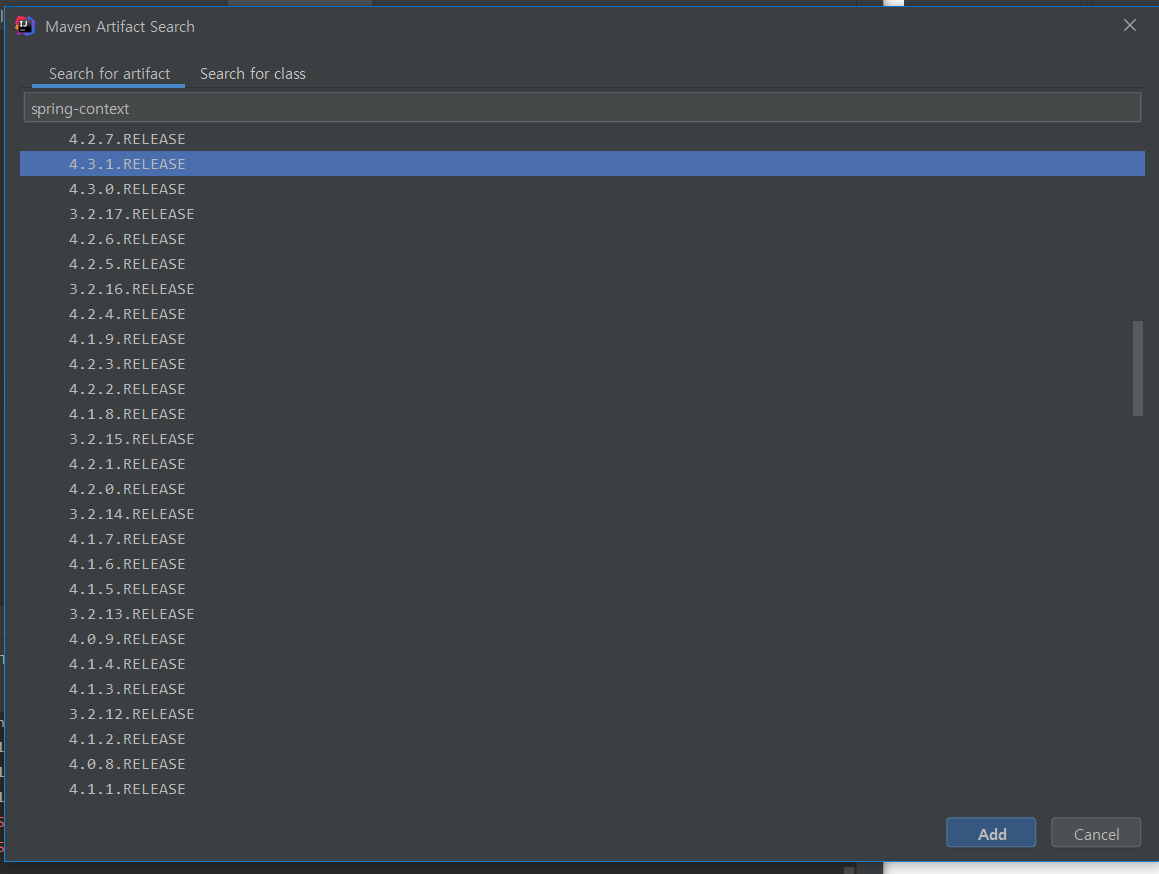 Maven Artifact Search
Search for artifact Search for class
spring-context
4.2.7.RELEASE
4.3.1.RELEASE
4.3.0.RELEASE
3.2.17.RELEASE
4.2.6.RELEASE
4.2.5.RELEASE
3.2.16.RELEASE
4.2.4.RELEASE
4.1.9.RELEASE
4.2.3.RELEASE
4.2.2.RELEASE
4.1.8.RELEASE
3.2.15.RELEASE
4.2.1.RELEASE
4.2.0.RELEASE
3.2.14.RELEASE
4.1.7.RELEASE
4.1.6.RELEASE
4.1.5.RELEASE
3.2.13.RELEASE
4.0.9.RELEASE
4.1.4.RELEASE
4.1.3.RELEASE
3.2.12.RELEASE
4.1.2.RELEASE
4.0.8.RELEASE
4.1.1.RELEASE
Add Cancel